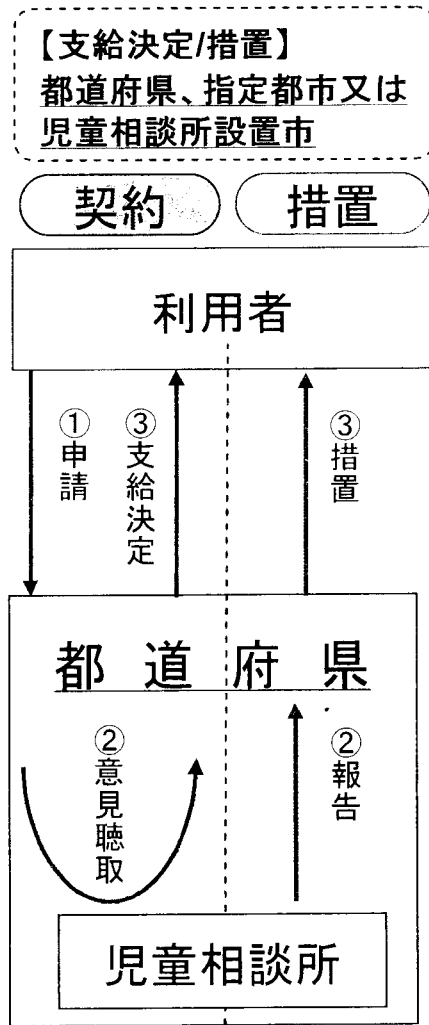 【支給決定/措置】
都道府県、指定都市又は
児童相談所設置市
契約
措置
利用者
①申請
③支給決定
③措置
都道府県
②意見聴取
②報告
児童相談所